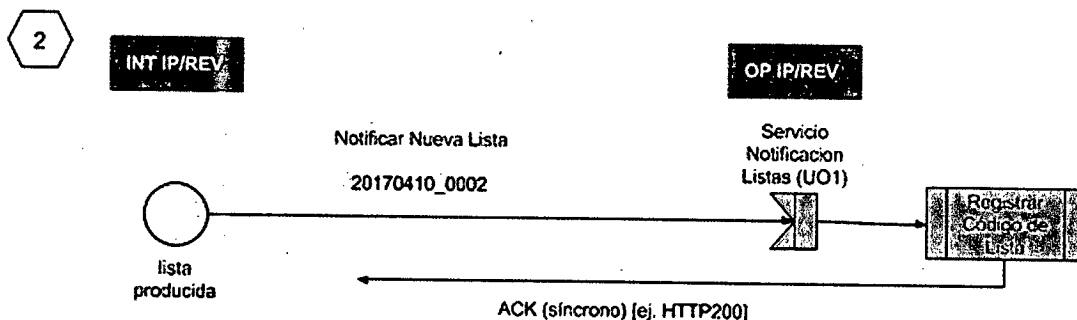 2
INT IP/REV
OP IP/REV
Notificar Nueva Lista
20170410_0002
Servicio
Notificacion
Listas (UO1)
Registrar
Código de
Lista
lista
producida
ACK (síncrono) [ej. HTTP200]